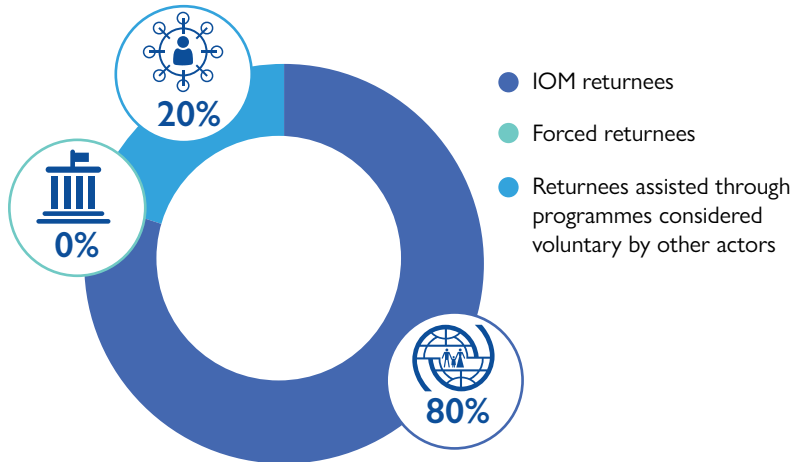 20%
0%
80%
IOM returnees
Forced returnees
Returnees assisted through
programmes considered
voluntary by other actors